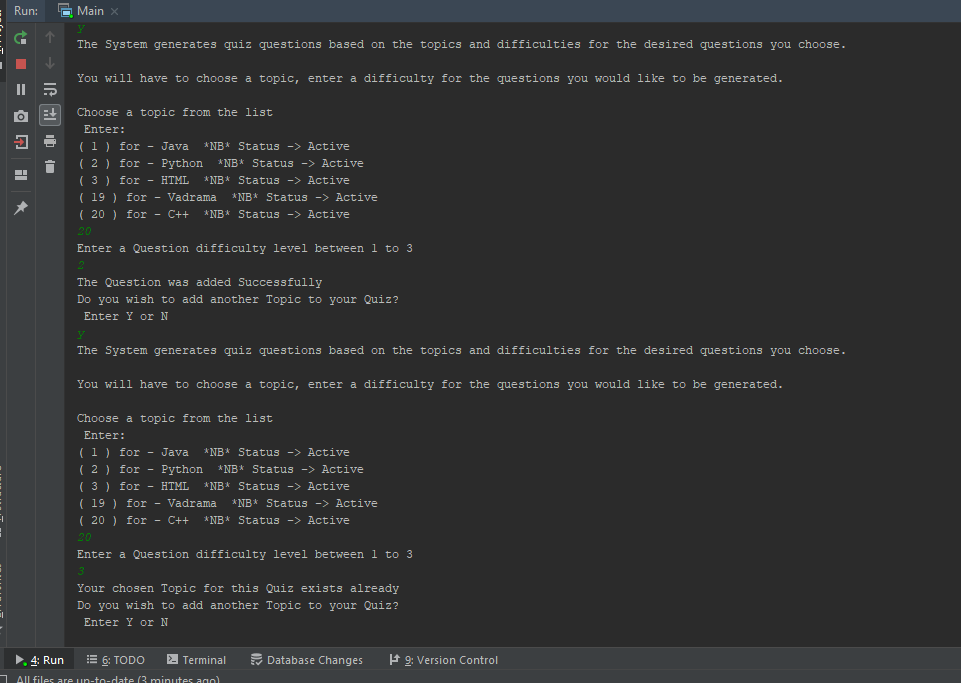 Run: Main
y
The System generates quiz questions based on the topics and difficulties for the desired questions you choose.
You will have to choose a topic, enter a difficulty for the questions you would like to be generated.
Choose a topic from the list
Enter:
( 1 ) for - Java *NB* Status -> Active
( 2 ) for - Python *NB* Status -> Active
( 3 ) for - HTML *NB* Status -> Active
( 19 ) for - Vadrama *NB* Status -> Active
( 20 ) for - C++ *NB* Status -> Active
20
Enter a Question difficulty level between 1 to 3
2
The Question was added Successfully
Do you wish to add another Topic to your Quiz?
Enter Y or N
y
The System generates quiz questions based on the topics and difficulties for the desired questions you choose.
You will have to choose a topic, enter a difficulty for the questions you would like to be generated.
Choose a topic from the list
Enter:
( 1 ) for - Java *NB* Status -> Active
( 2 ) for - Python *NB* Status -> Active
( 3 ) for - HTML *NB* Status -> Active
( 19 ) for - Vadrama *NB* Status -> Active
( 20 ) for - C++ *NB* Status -> Active
20
Enter a Question difficulty level between 1 to 3
3
Your chosen Topic for this Quiz exists already
Do you wish to add another Topic to your Quiz?
Enter Y or N
4: Run 6: TODO Terminal Database Changes 9: Version Control
All files are up-to-date (3 minutes ago)